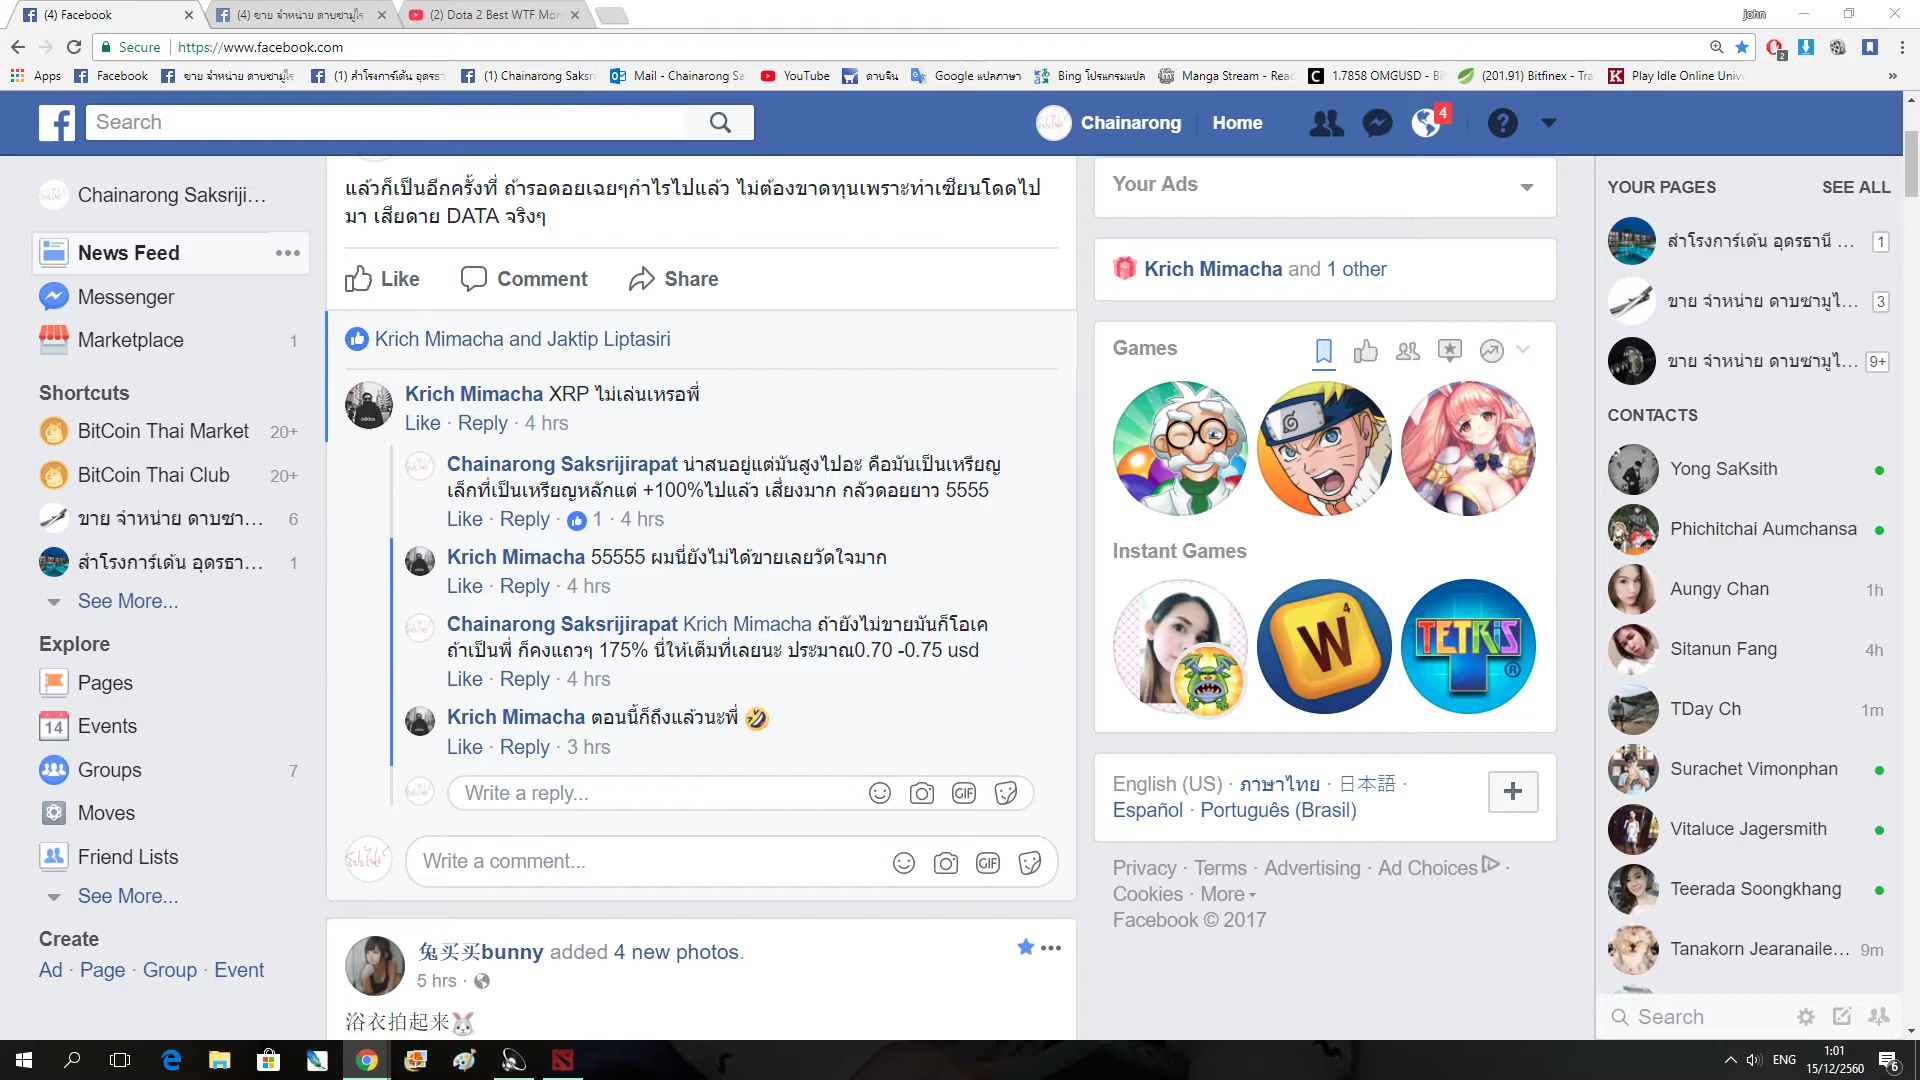 (4) Facebook
(4) ขาย จำหน่าย ดาบซามูไร
(2) Dota 2 Best WTF Mom
john
Secure
https://www.facebook.com
2
Apps
Facebook
ขาย จำหน่าย ดาบซามูไร
(1) สำโรงการ์เด้น อุดรธา
(1) Chainarong Saksri
Mail - Chainarong Sa
YouTube
ดาบจีน
Google แปลภาษา
Bing โปรแกรมแปล
Manga Stream - Rea
1.7858 OMGUSD - Bi
(201.91) Bitfinex - Tra
Play Idle Online Univ
Search
Chainarong
Home
4
Chainarong Saksriji...
News Feed
Messenger
Marketplace 1
Shortcuts
BitCoin Thai Market 20+
BitCoin Thai Club 20+
ขาย จำหน่าย ดาบซา... 6
สำโรงการ์เด้น อุดรธา... 1
See More...
Explore
Pages
14 Events
Groups 7
Moves
Friend Lists
See More...
Create
Ad · Page · Group · Event
แล้วก็เป็นอีกครั้งที่ ถ้ารอดอยเฉยๆกำไรไปแล้ว ไม่ต้องขาดทุนเพราะทำเซียนโดดไป
มา เสียดาย DATA จริงๆ
Like Comment Share
Krich Mimacha and Jaktip Liptasiri
Krich Mimacha XRP ไม่เล่นเหรอพี่
Like · Reply · 4 hrs
Chainarong Saksrijirapat น่าสนอยู่แต่มันสูงไปอะ คือมันเป็นเหรียญ
เล็กที่เป็นเหรียญหลักแต่ +100%ไปแล้ว เสี่ยงมาก กลัวดอยยาว 5555
Like · Reply · 1 · 4 hrs
Krich Mimacha 55555 ผมนี่ยังไม่ได้ขายเลยวัดใจมาก
Like · Reply · 4 hrs
Chainarong Saksrijirapat Krich Mimacha ถ้ายังไม่ขายมันก็โอเค
ถ้าเป็นพี่ ก็คงแถวๆ 175% นี่ให้เต็มที่เลยนะ ประมาณ0.70 -0.75 usd
Like · Reply · 4 hrs
Krich Mimacha ตอนนี้ก็ถึงแล้วนะพี่ 🤣
Like · Reply · 3 hrs
Write a reply...
GIF
Write a comment...
GIF
兔买买bunny added 4 new photos.
5 hrs ·
浴衣拍起来🐰
Your Ads
Krich Mimacha and 1 other
Games
Instant Games
W
4
TETRIS
®
English (US) · ภาษาไทย · 日本語 ·
Español · Português (Brasil)
Privacy · Terms · Advertising · Ad Choices ·
Cookies · More
Facebook © 2017
YOUR PAGES SEE ALL
สำโรงการ์เด้น อุดรธานี ... 1
ขาย จำหน่าย ดาบซามูไ... 3
ขาย จำหน่าย ดาบซามูไ... 9+
CONTACTS
Yong SaKsith
Phichitchai Aumchansa
Aungy Chan 1h
Sitanun Fang 4h
TDay Ch 1m
Surachet Vimonphan
Vitaluce Jagersmith
Teerada Soongkhang
Tanakorn Jearanaile... 9m
Search
ENG
1:01
15/12/2560
6